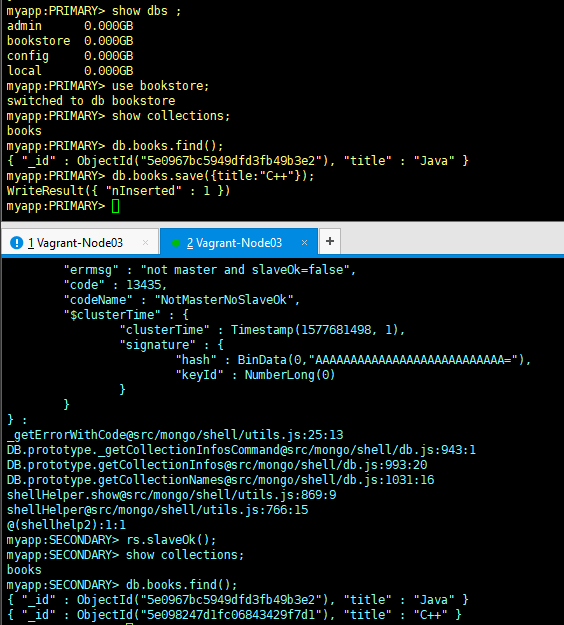 myapp:PRIMARY> show dbs ;
admin 0.000GB
bookstore 0.000GB
config 0.000GB
local 0.000GB
myapp:PRIMARY> use bookstore;
switched to db bookstore
myapp:PRIMARY> show collections;
books
myapp:PRIMARY> db.books.find();
{ "_id" : ObjectId("5e0967bc5949dfd3fb49b3e2"), "title" : "Java" }
myapp:PRIMARY> db.books.save({title:"C++"});
WriteResult({ "nInserted" : 1 })
myapp:PRIMARY>
1 Vagrant-Node03 × 2 Vagrant-Node03 × +
"errmsg" : "not master and slaveOk=false",
"code" : 13435,
"codeName" : "NotMasterNoSlaveOk",
"$clusterTime" : {
"clusterTime" : Timestamp(1577681498, 1),
"signature" : {
"hash" : BinData(0,"AAAAAAAAAAAAAAAAAAAAAAAAAAA="),
"keyId" : NumberLong(0)
}
}
} :
_getErrorWithCode@src/mongo/shell/utils.js:25:13
DB.prototype._getCollectionInfosCommand@src/mongo/shell/db.js:943:1
DB.prototype.getCollectionInfos@src/mongo/shell/db.js:993:20
DB.prototype.getCollectionNames@src/mongo/shell/db.js:1031:16
shellHelper.show@src/mongo/shell/utils.js:869:9
shellHelper@src/mongo/shell/utils.js:766:15
@(shellhelp2):1:1
myapp:SECONDARY> rs.slaveOk();
myapp:SECONDARY> show collections;
books
myapp:SECONDARY> db.books.find();
{ "_id" : ObjectId("5e0967bc5949dfd3fb49b3e2"), "title" : "Java" }
{ "_id" : ObjectId("5e098247d1fc06843429f7d1"), "title" : "C++" }